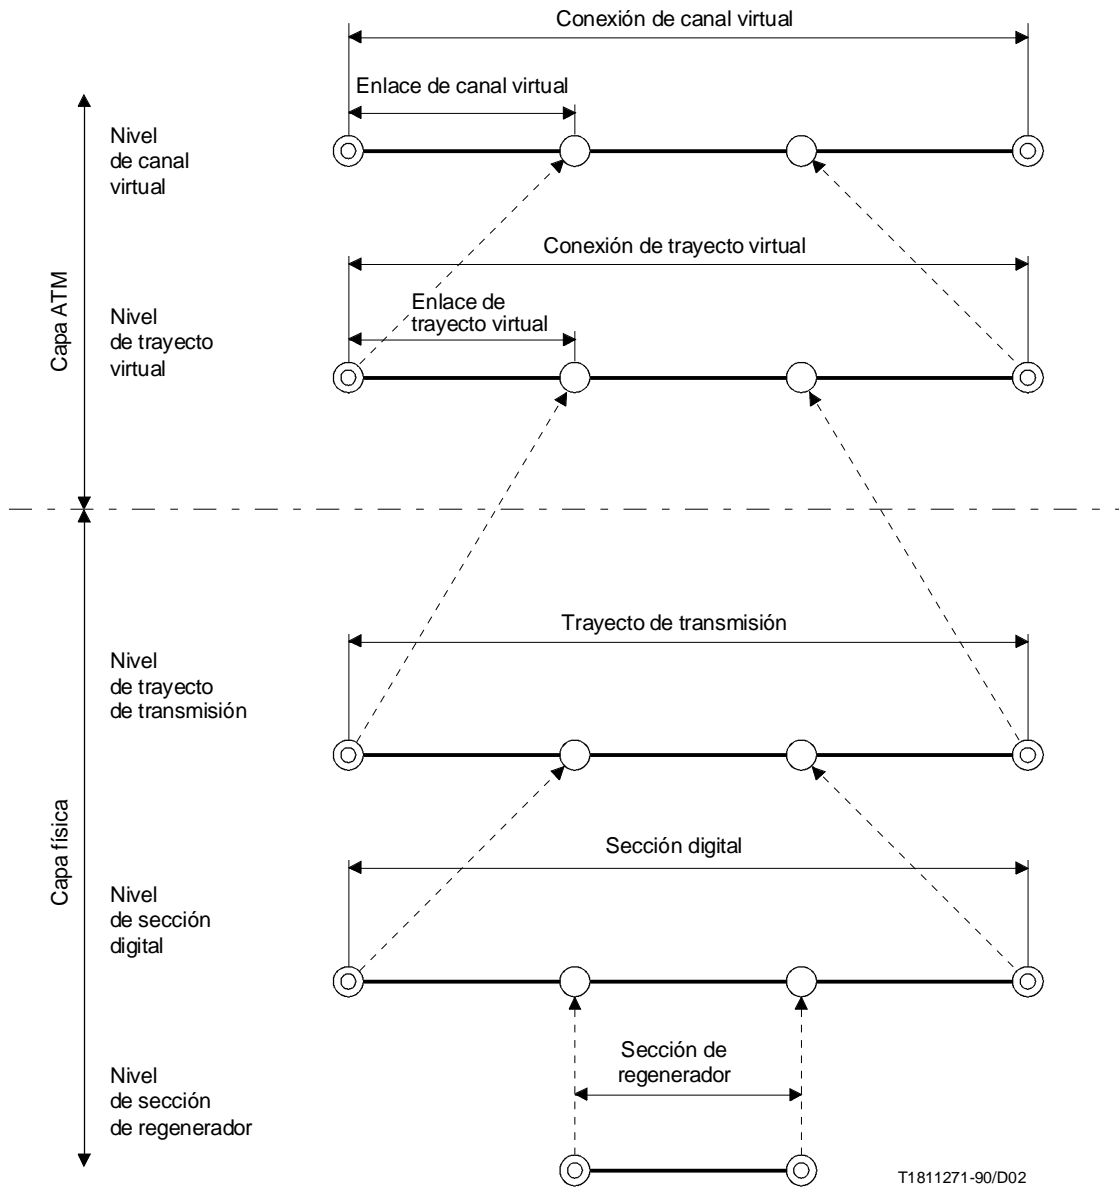 Conexión de canal virtual
Enlace de canal virtual
Nivel
de canal
virtual
Conexión de trayecto virtual
Enlace de
trayecto virtual
Nivel
de trayecto
virtual
Capa ATM
Trayecto de transmisión
Nivel
de trayecto
de transmisión
Sección digital
Capa física
Nivel
de sección
digital
Sección de
regenerador
Nivel
de sección
de regenerador
T1811271-90/D02